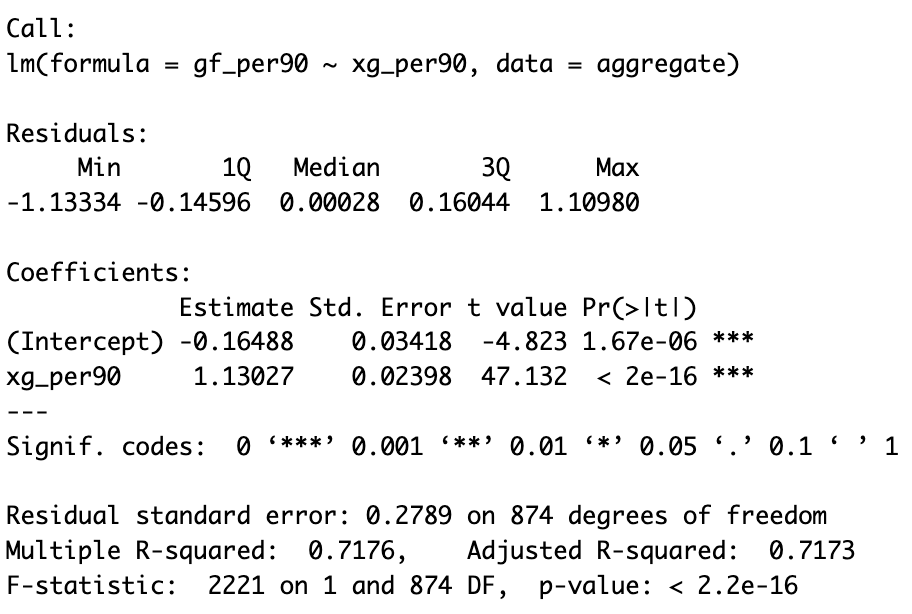 Call:
lm(formula = gf_per90 ~ xg_per90, data = aggregate)
Residuals:
     Min       1Q   Median       3Q      Max
-1.13334 -0.14596  0.00028  0.16044  1.10980
Coefficients:
            Estimate Std. Error t value Pr(>|t|)
(Intercept) -0.16488    0.03418  -4.823 1.67e-06 ***
xg_per90     1.13027    0.02398  47.132  < 2e-16 ***
---
Signif. codes:  0 ‘***’ 0.001 ‘**’ 0.01 ‘*’ 0.05 ‘.’ 0.1 ‘ ’ 1
Residual standard error: 0.2789 on 874 degrees of freedom
Multiple R-squared:  0.7176,    Adjusted R-squared:  0.7173
F-statistic:  2221 on 1 and 874 DF,  p-value: < 2.2e-16